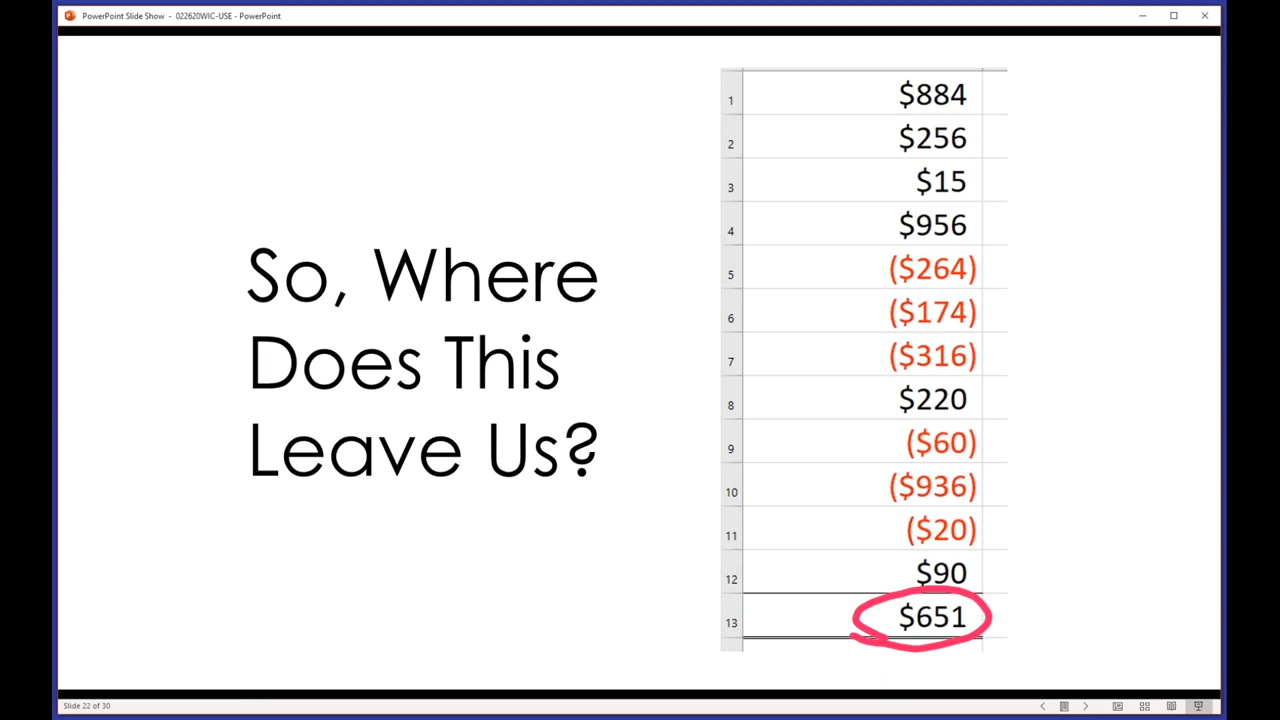 PowerPoint Slide Show - 022620WIC-USE - PowerPoint
So, Where
Does This
Leave Us?
1 $884
2 $256
3 $15
4 $956
5 ($264)
6 ($174)
7 ($316)
8 $220
9 ($60)
10 ($936)
11 ($20)
12 $90
13 $651
Slide 22 of 30